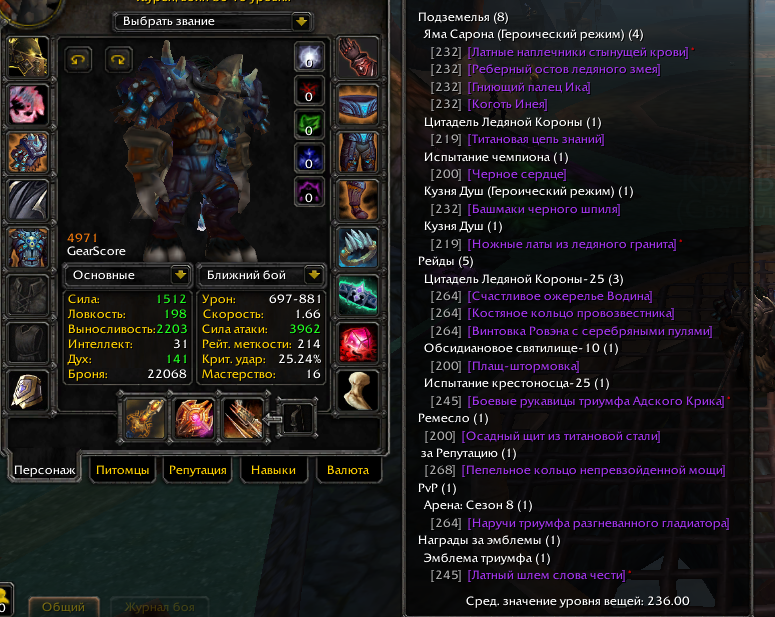 Выбрать звание
0
0
0
0
4971
GearScore
Основные
Ближний бой
Сила: 1512
Ловкость: 198
Выносливость: 2203
Интеллект: 31
Дух: 141
Броня: 22068
Урон: 697-881
Скорость: 1.66
Сила атаки: 3962
Рейт. меткости: 214
Крит. удар: 25.24%
Мастерство: 16
Персонаж
Питомцы
Репутация
Навыки
Валюта
0
Общий
Журнал боя
Подземелья (8)
Яма Сарона (Героический режим) (4)
[232] [Латные наплечники стынущей крови]*
[232] [Реберный остов ледяного змея]
[232] [Гниющий палец Ика]
[232] [Коготь Инея]
Цитадель Ледяной Короны (1)
[219] [Титановая цепь знаний]
Испытание чемпиона (1)
[200] [Черное сердце]
Кузня Душ (Героический режим) (1)
[232] [Башмаки черного шпиля]
Кузня Душ (1)
[219] [Ножные латы из ледяного гранита]*
Рейды (5)
Цитадель Ледяной Короны-25 (3)
[264] [Счастливое ожерелье Водина]
[264] [Костяное кольцо провозвестника]
[264] [Винтовка Ровэна с серебряными пулями]
Обсидиановое святилище-10 (1)
[200] [Плащ-штормовка]
Испытание крестоносца-25 (1)
[245] [Боевые рукавицы триумфа Адского Крика]*
Ремесло (1)
[200] [Осадный щит из титановой стали]
за Репутацию (1)
[268] [Пепельное кольцо непревзойденной мощи]
PvP (1)
Арена: Сезон 8 (1)
[264] [Наручи триумфа разгневанного гладиатора]
Награды за эмблемы (1)
Эмблема триумфа (1)
[245] [Латный шлем слова чести]*
Сред. значение уровня вещей: 236.00